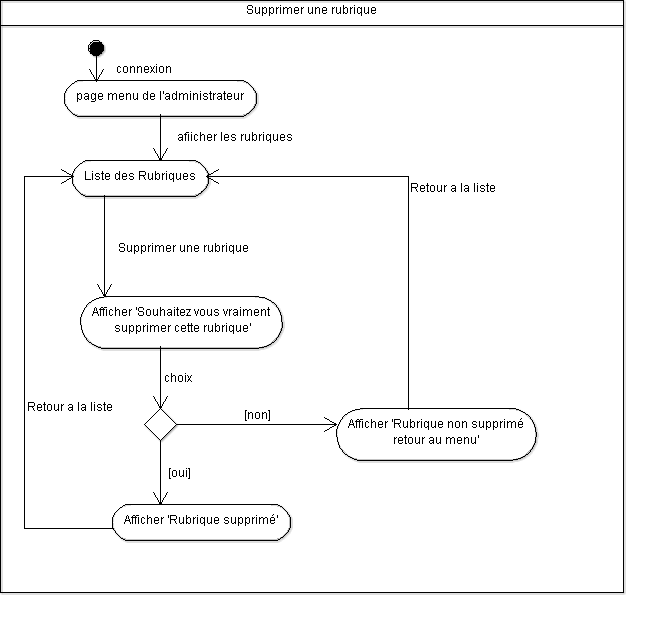 Supprimer une rubrique
connexion
page menu de l'administrateur
afiicher les rubriques
Liste des Rubriques
Retour a la liste
Supprimer une rubrique
Afficher 'Souhaitez vous vraiment
supprimer cette rubrique'
choix
Retour a la liste
[non]
Afficher 'Rubrique non supprimé
retour au menu'
[oui]
Afficher 'Rubrique supprimé'